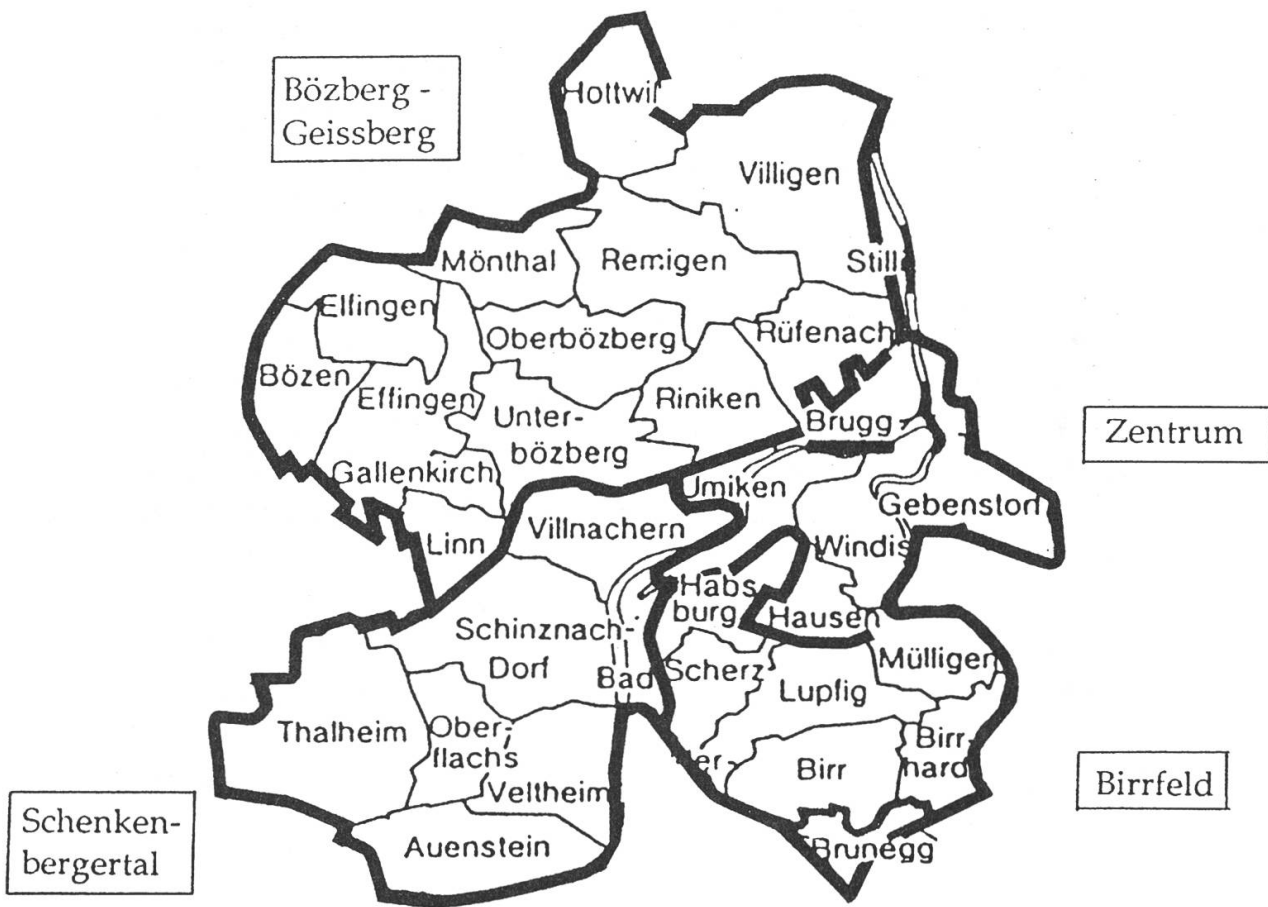 Bözberg -
Geissberg
Hottwil
Villigen
Mönthal
Remigen
Still
Elfingen
Oberbözberg
Rüfenach
Bözen
Effingen
Unter-
bözberg
Riniken
Brugg
Zentrum
Gallenkirch
Umiken
Gebenstorf
Linn
Villnachern
Windis
Habs
burg
Hausen
Schinznach-
Dorf
Bad
Scherz
Mülligen
Lupfig
Thalheim
Ober-
flachs
Birr
Birr-
hard
Birrfeld
Veltheim
Schenken-
bergertal
Auenstein
Brunegg